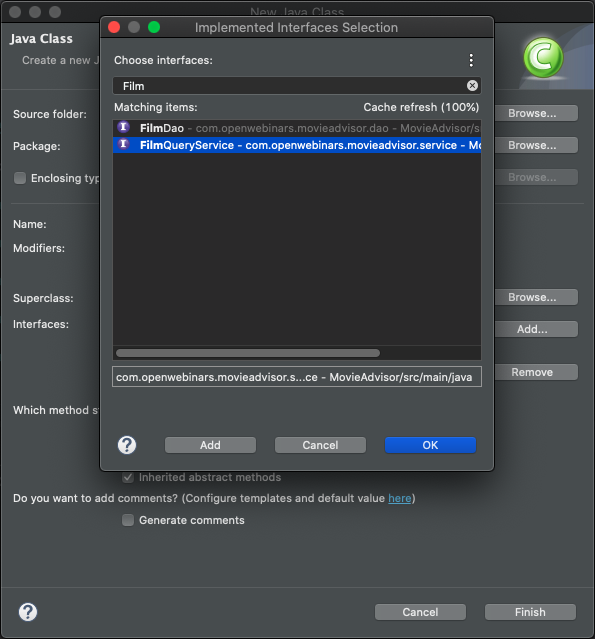 New Java Class
Implemented Interfaces Selection
Java Class
Create a new J
Choose interfaces:
Film
Matching items:
Cache refresh (100%)
FilmDao - com.openwebinars.movieadvisor.dao - MovieAdvisor/s
FilmQueryService - com.openwebinars.movieadvisor.service - Mo
Source folder:
Browse...
Package:
Browse...
Enclosing typ
Browse...
Name:
Modifiers:
Superclass:
Browse...
Interfaces:
Add...
Remove
com.openwebinars.movieadvisor.s...ce - MovieAdvisor/src/main/java
Which method s
?
Add
Cancel
OK
Inherited abstract methods
Do you want to add comments? (Configure templates and default value here)
Generate comments
?
Cancel
Finish